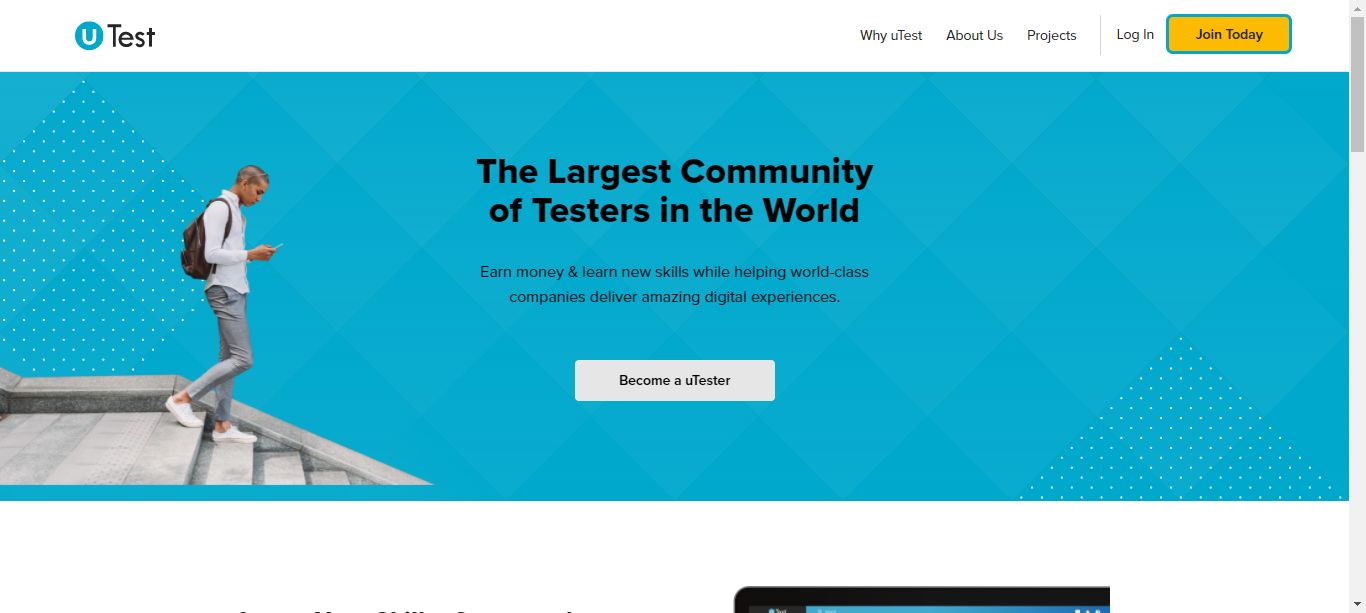 u Test
Why uTest
About Us
Projects
Log In
Join Today
The Largest Community
of Testers in the World
Earn money & learn new skills while helping world-class
companies deliver amazing digital experiences.
Become a uTester